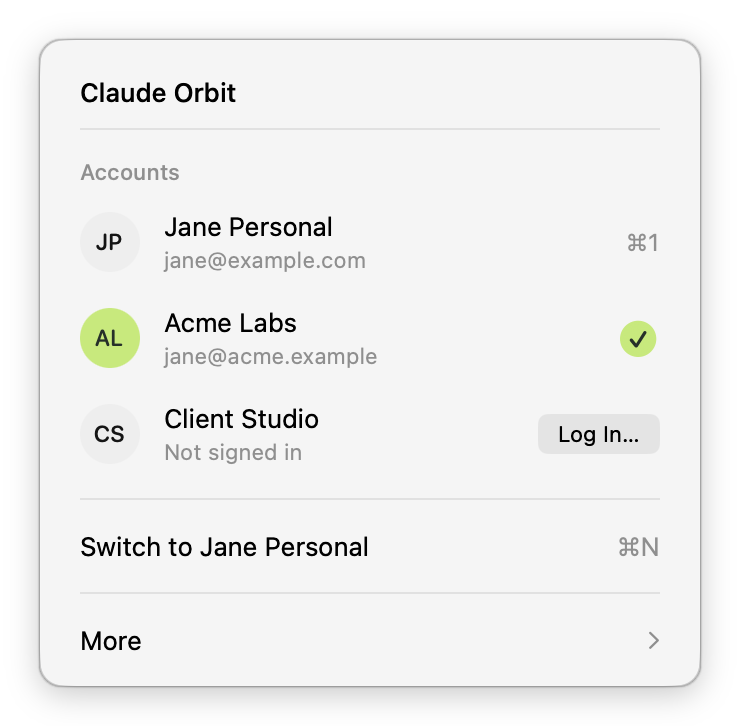 Claude Orbit
Accounts
JP
Jane Personal
⌘1
jane@example.com
AL
Acme Labs
jane@acme.example
CS
Client Studio
Log In...
Not signed in
Switch to Jane Personal
⌘N
More